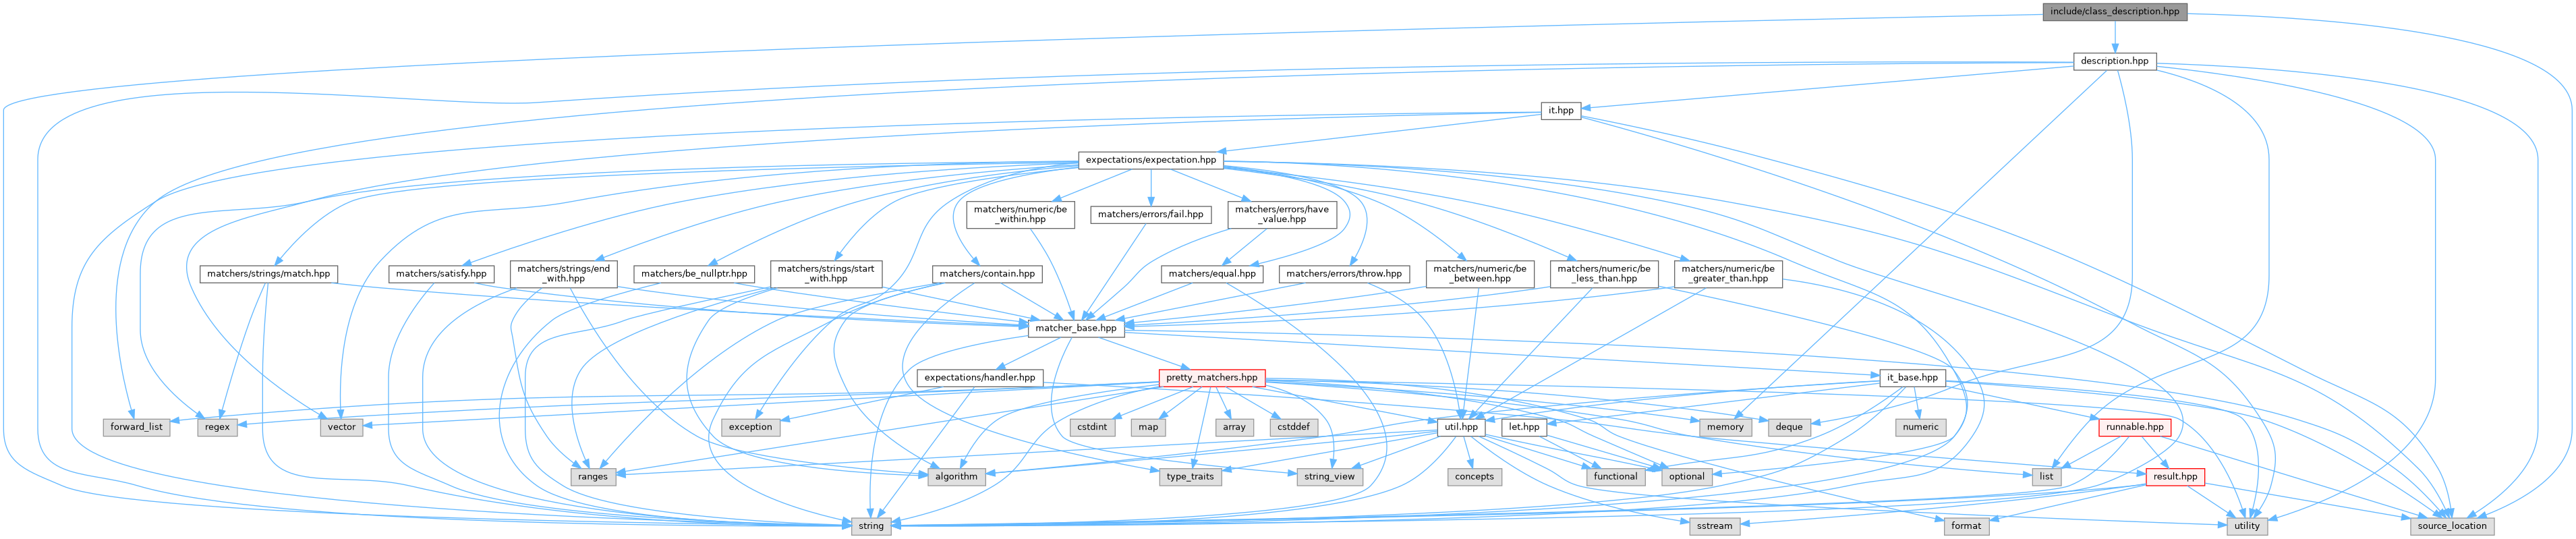 include/class_description.hpp
description.hpp
it.hpp
expectations/expectation.hpp
matchers/numeric/be
_within.hpp
matchers/errors/fail.hpp
matchers/errors/have
_value.hpp
matchers/strings/match.hpp
matchers/satisfy.hpp
matchers/strings/end
_with.hpp
matchers/be_nullptr.hpp
matchers/strings/start
_with.hpp
matchers/contain.hpp
matchers/equal.hpp
matchers/errors/throw.hpp
matchers/numeric/be
_between.hpp
matchers/numeric/be
_less_than.hpp
matchers/numeric/be
_greater_than.hpp
matcher_base.hpp
expectations/handler.hpp
pretty_matchers.hpp
it_base.hpp
forward_list
regex
vector
exception
cstdint
map
array
cstddef
util.hpp
let.hpp
memory
deque
numeric
runnable.hpp
ranges
algorithm
type_traits
string_view
concepts
functional
optional
list
result.hpp
string
sstream
format
utility
source_location